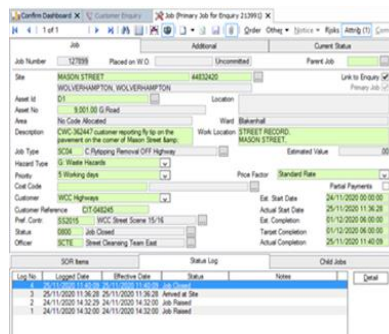 Confirm Dashboard Customer Enquiry Job (Primary Job for Enquiry 213991)
1 of 1 Order Other Notice Risks Attrib (1)
Job Additional Current Status
Job Number 127899 Placed on W.O Uncommitted Parent Job
Site MASON STREET 44832420 Link to Enquiry
WOLVERHAMPTON, WOLVERHAMPTON Primary Job
Asset Id D1 Location
Asset No 9,001.00 G:Road
Area No Code Allocated Ward Blakenhall
Description CWC-362447 customer reporting fly tip on the Work Location STREET RECORD,
pavement on the corner of Mason Street &amp; MASON STREET,
Job Type SC04 C.Flytipping Removal OFF Highway Estimated Value .00
Hazard Type G: Waste Hazards
Priority 5 Working days Price Factor Standard Rate
Cost Code Partial Payments
Customer WCC Highways Est. Start Date 24/11/2020 00:00:00
Customer Reference CIT-048245 Actual Start Date 25/11/2020 11:36:28
Pref. Contr. SS2015 WCC Street Scene 15/16 Est. Completion 01/12/2020 06:00:00
Status 0800 Job Closed Target Completion 01/12/2020 06:00:00
Officer SCTE Street Cleansing Team East Actual Completion 25/11/2020 11:40:09
SOR Items Status Log Child Jobs
Log No. Logged Date Effective Date Status Notes Detail
4 25/11/2020 11:40:09 25/11/2020 11:40:09 Job Closed
3 25/11/2020 11:36:28 25/11/2020 11:36:28 Arrived at Site
2 24/11/2020 14:32:29 24/11/2020 14:32:00 Job Raised
1 24/11/2020 14:32:00 24/11/2020 14:32:00 Job Raised